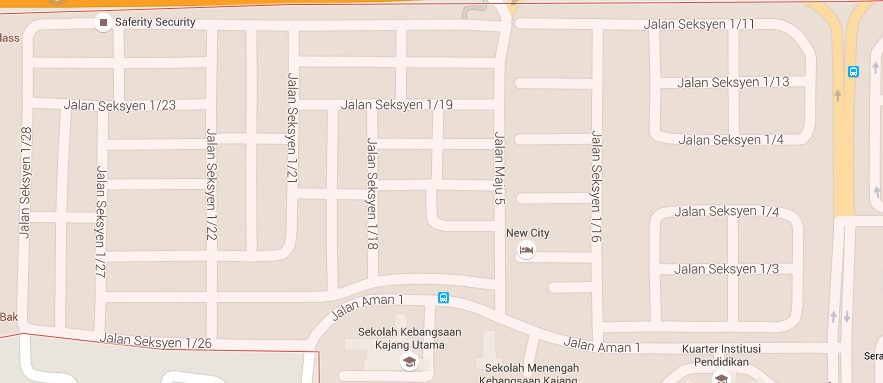 Saferity Security
Jalan Seksyen 1/11
lass
Jalan Seksyen 1/13
Jalan Seksyen 1/23
Jalan Seksyen 1/19
Jalan Seksyen 1/21
Jalan Seksyen 1/4
Jalan Seksyen 1/28
Jalan Seksyen 1/22
Jalan Seksyen 1/18
Jalan Maju 5
Jalan Seksyen 1/16
Jalan Seksyen 1/27
Jalan Seksyen 1/4
New City
Jalan Seksyen 1/3
Jalan Aman 1
Bak
Jalan Seksyen 1/26
Sekolah Kebangsaan
Kajang Utama
Jalan Aman 1
Kuarter Institusi
Pendidikan
Sera
Sekolah Menengah
Kebangsaan Kajang